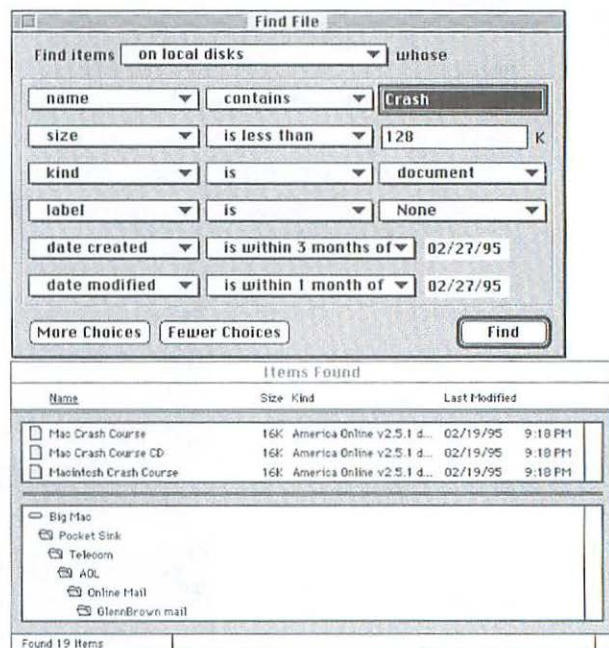 Find File
Find items on local disks whose
name contains Crash
size is less than 128 K
kind is document
label is None
date created is within 3 months of 02/27/95
date modified is within 1 month of 02/27/95
More Choices Fewer Choices Find
Items Found
Name Size Kind Last Modified
Mac Crash Course 16K America Online v2.5.1 d... 02/19/95 9:18 PM
Mac Crash Course CD 16K America Online v2.5.1 d... 02/19/95 9:18 PM
Macintosh Crash Course 16K America Online v2.5.1 d... 02/19/95 9:18 PM
Big Mac
Pocket Sink
Telecom
AOL
Online Mail
GlennBrown mail
Found 19 Items